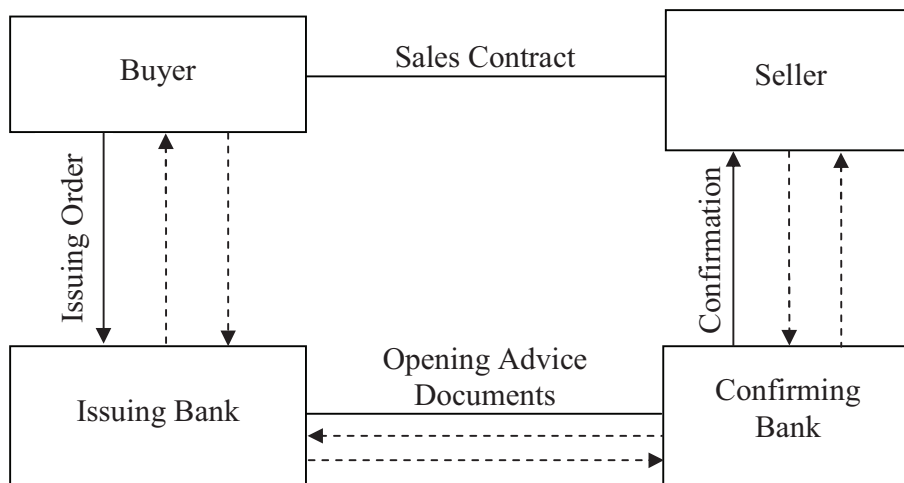 Buyer
Sales Contract
Seller
Issuing Order
Confirmation
Issuing Bank
Opening Advice
Documents
Confirming
Bank